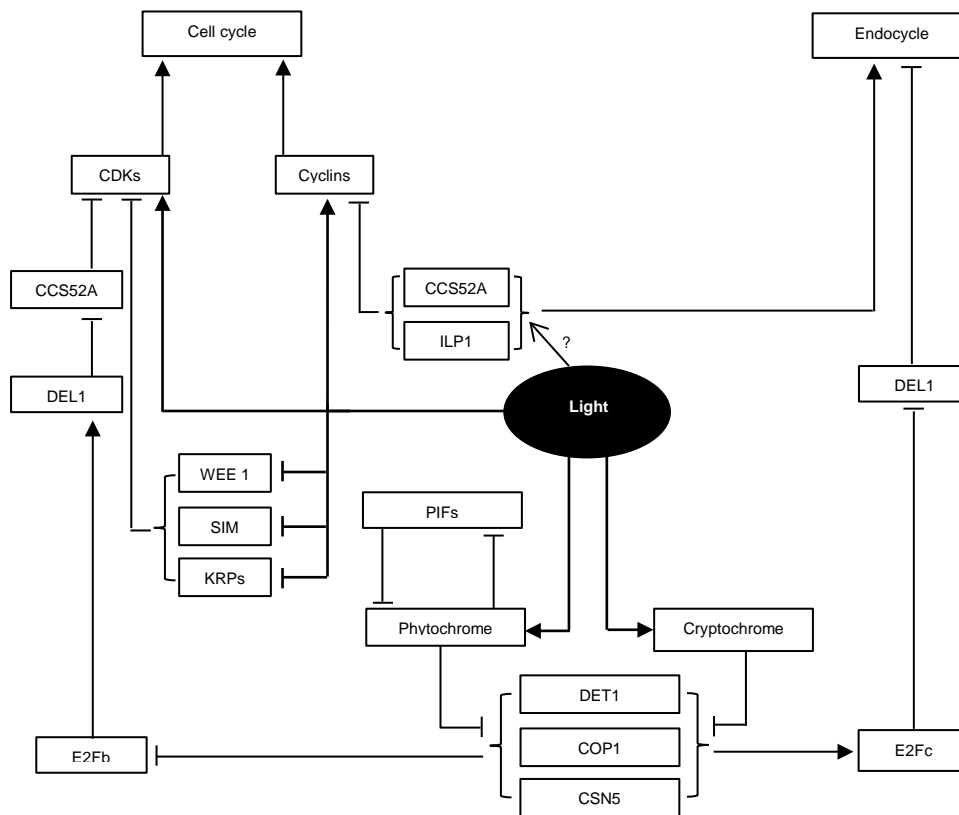 Cell cycle
Endocycle
CDKs
Cyclins
CCS52A
CCS52A
ILP1
?
DEL1
DEL1
Light
WEE 1
SIM
KRPs
PIFs
Phytochrome
Cryptochrome
DET1
COP1
CSN5
E2Fb
E2Fc